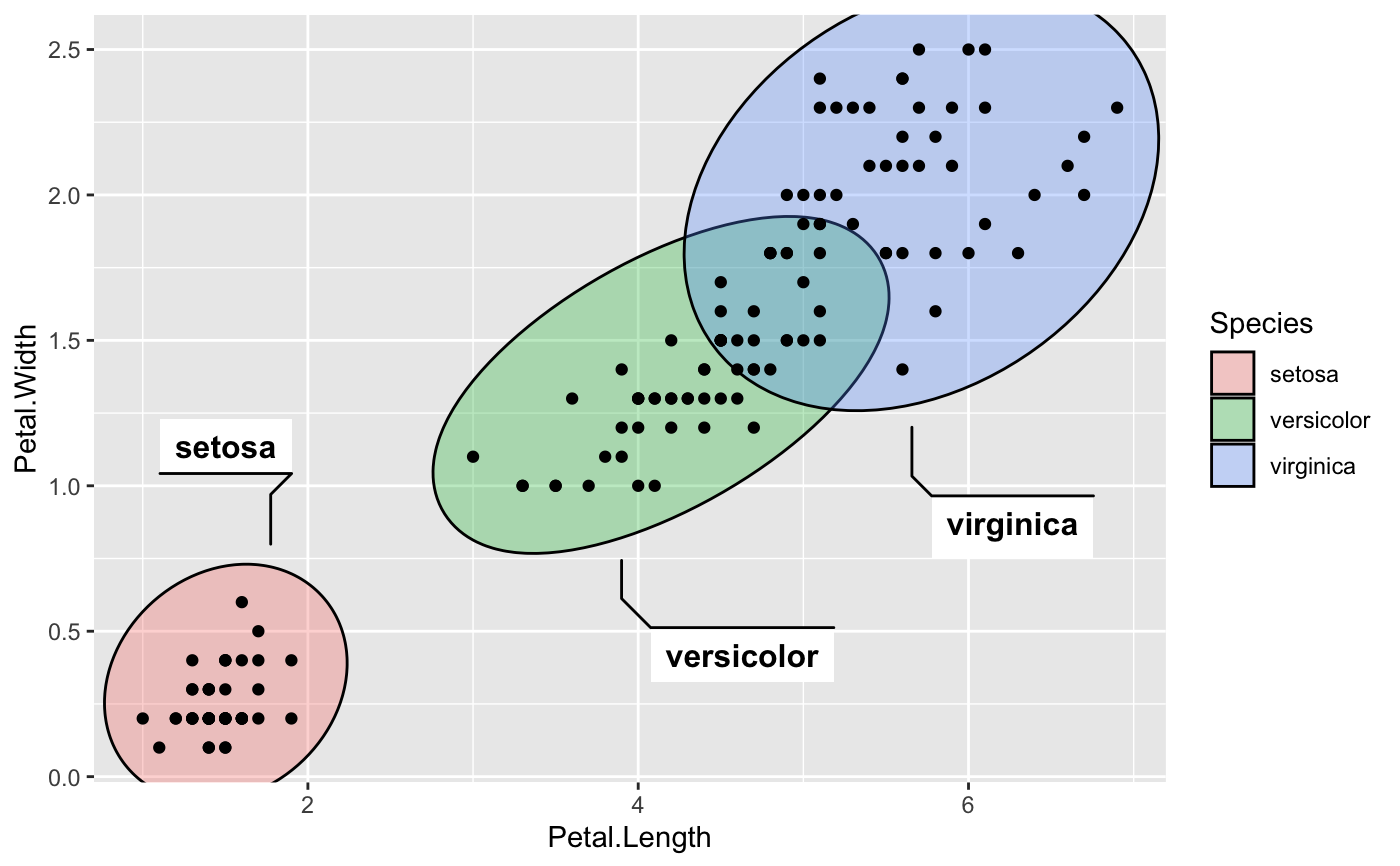 2.5
2.0
1.5
1.0
0.5
0.0
Petal.Width
setosa
versicolor
virginica
2
4
6
Petal.Length
Species
setosa
versicolor
virginica